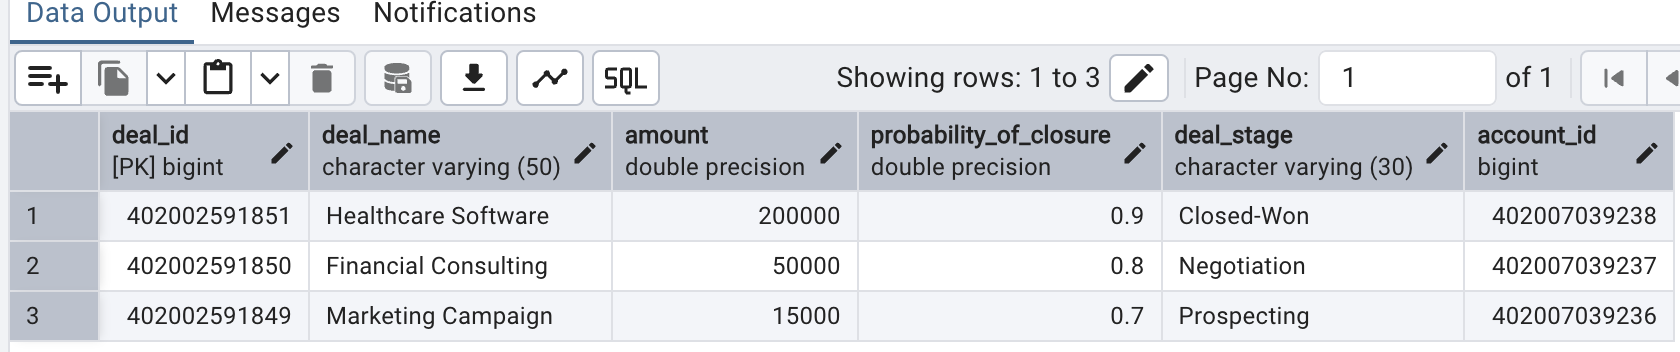 Data Output Messages Notifications
SQL Showing rows: 1 to 3 Page No: 1 of 1
deal_id deal_name amount probability_of_closure deal_stage account_id
[PK] bigint character varying (50) double precision double precision character varying (30) bigint
1 402002591851 Healthcare Software 200000 0.9 Closed-Won 402007039238
2 402002591850 Financial Consulting 50000 0.8 Negotiation 402007039237
3 402002591849 Marketing Campaign 15000 0.7 Prospecting 402007039236